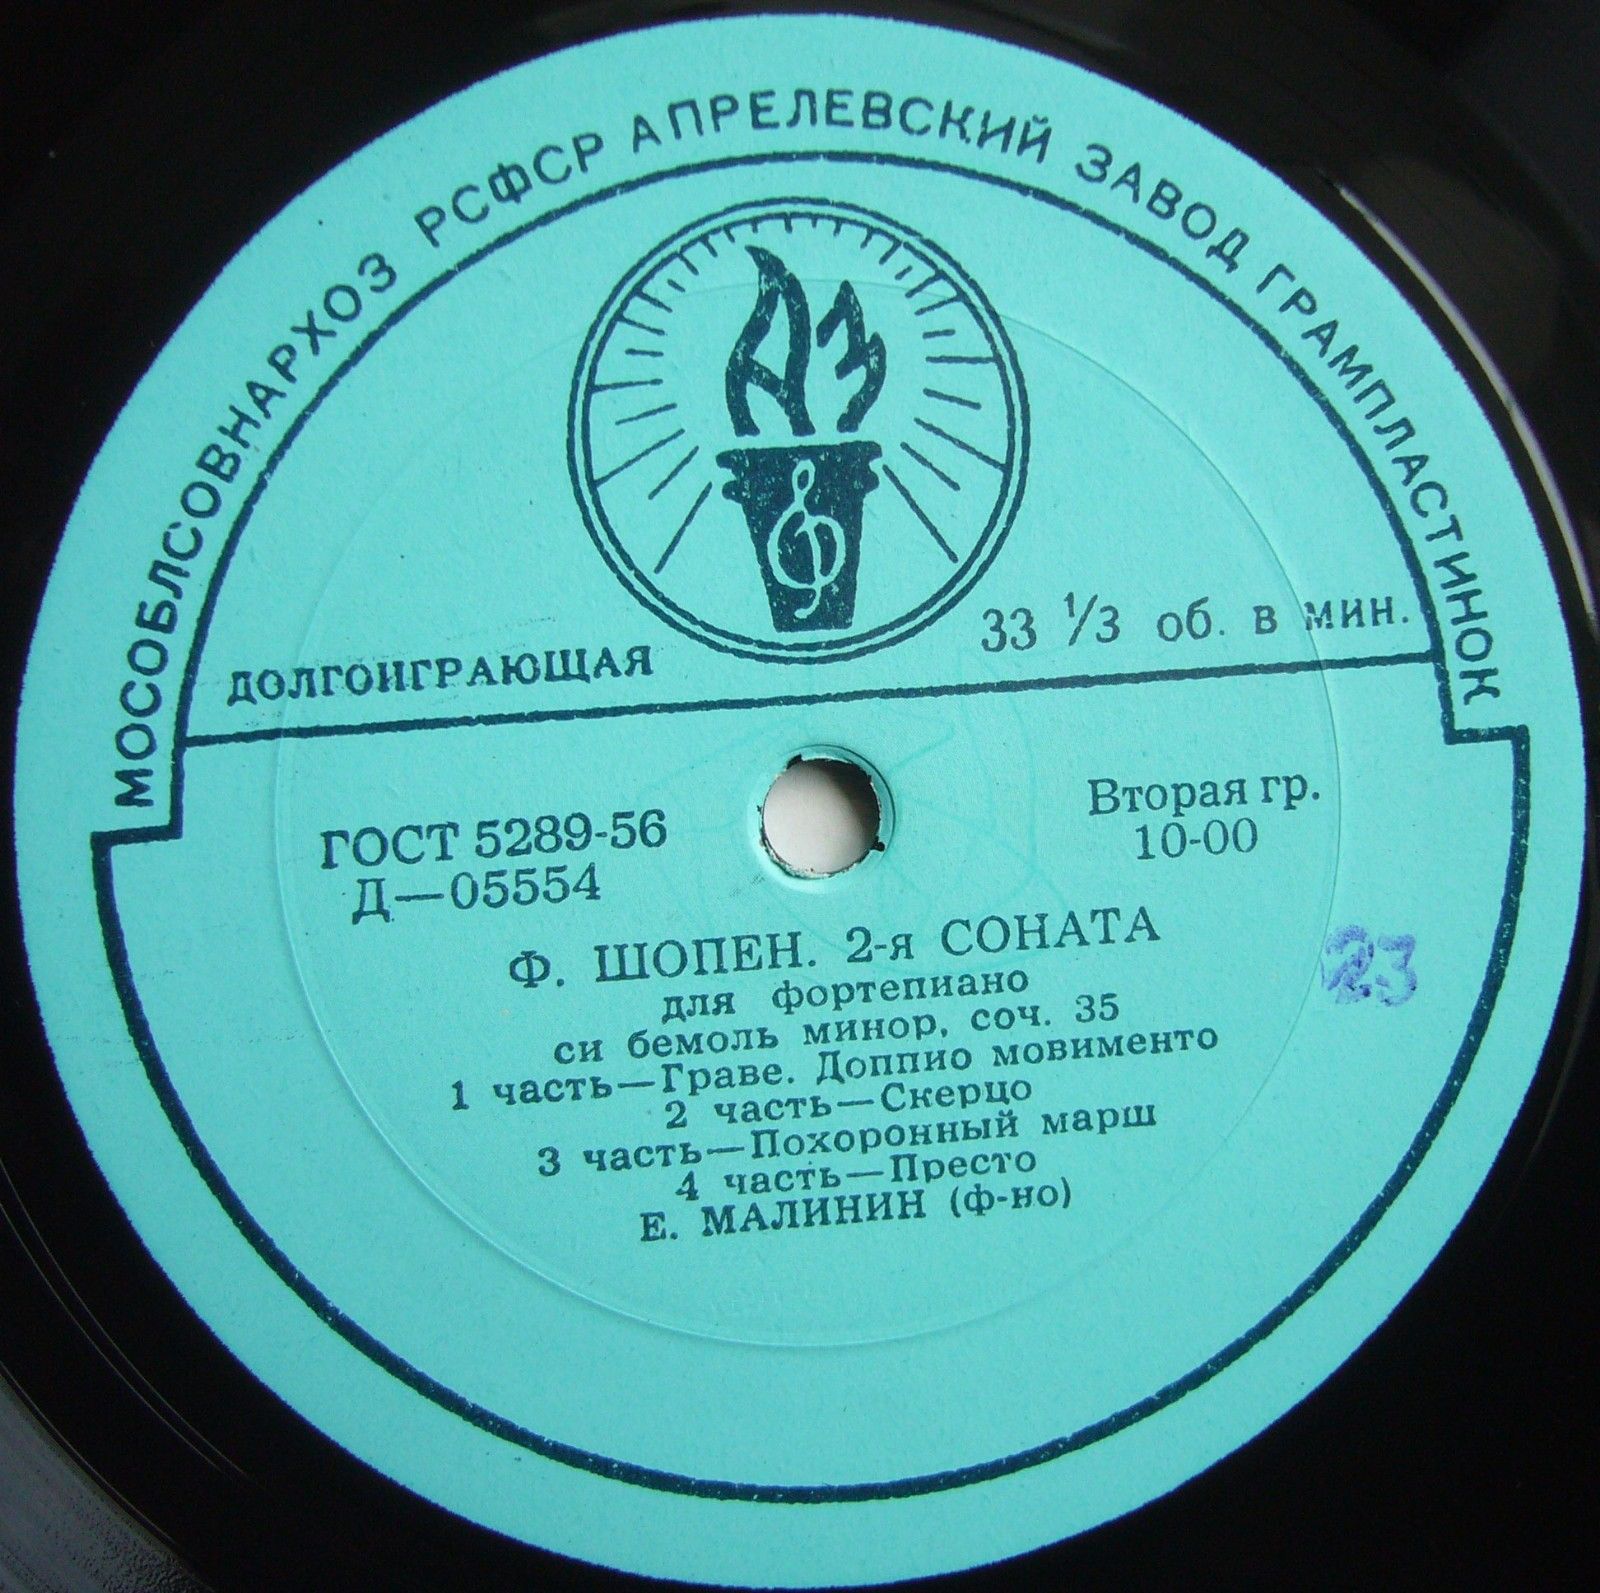 МОСОБЛСОВНАРХОЗ РСФСР АПРЕЛЕВСКИЙ ЗАВОД ГРАМПЛАСТИНОК
АЗ
ДОЛГОИГРАЮЩАЯ
33 1/3 об. в мин.
ГОСТ 5289-56
Д—05554
Вторая гр.
10-00
Ф. ШОПЕН. 2-я СОНАТА
для фортепиано
си бемоль минор, соч. 35
1 часть—Граве. Доппио мовименто
2 часть—Скерцо
3 часть—Похоронный марш
4 часть—Престо
Е. МАЛИНИН (ф-но)
23